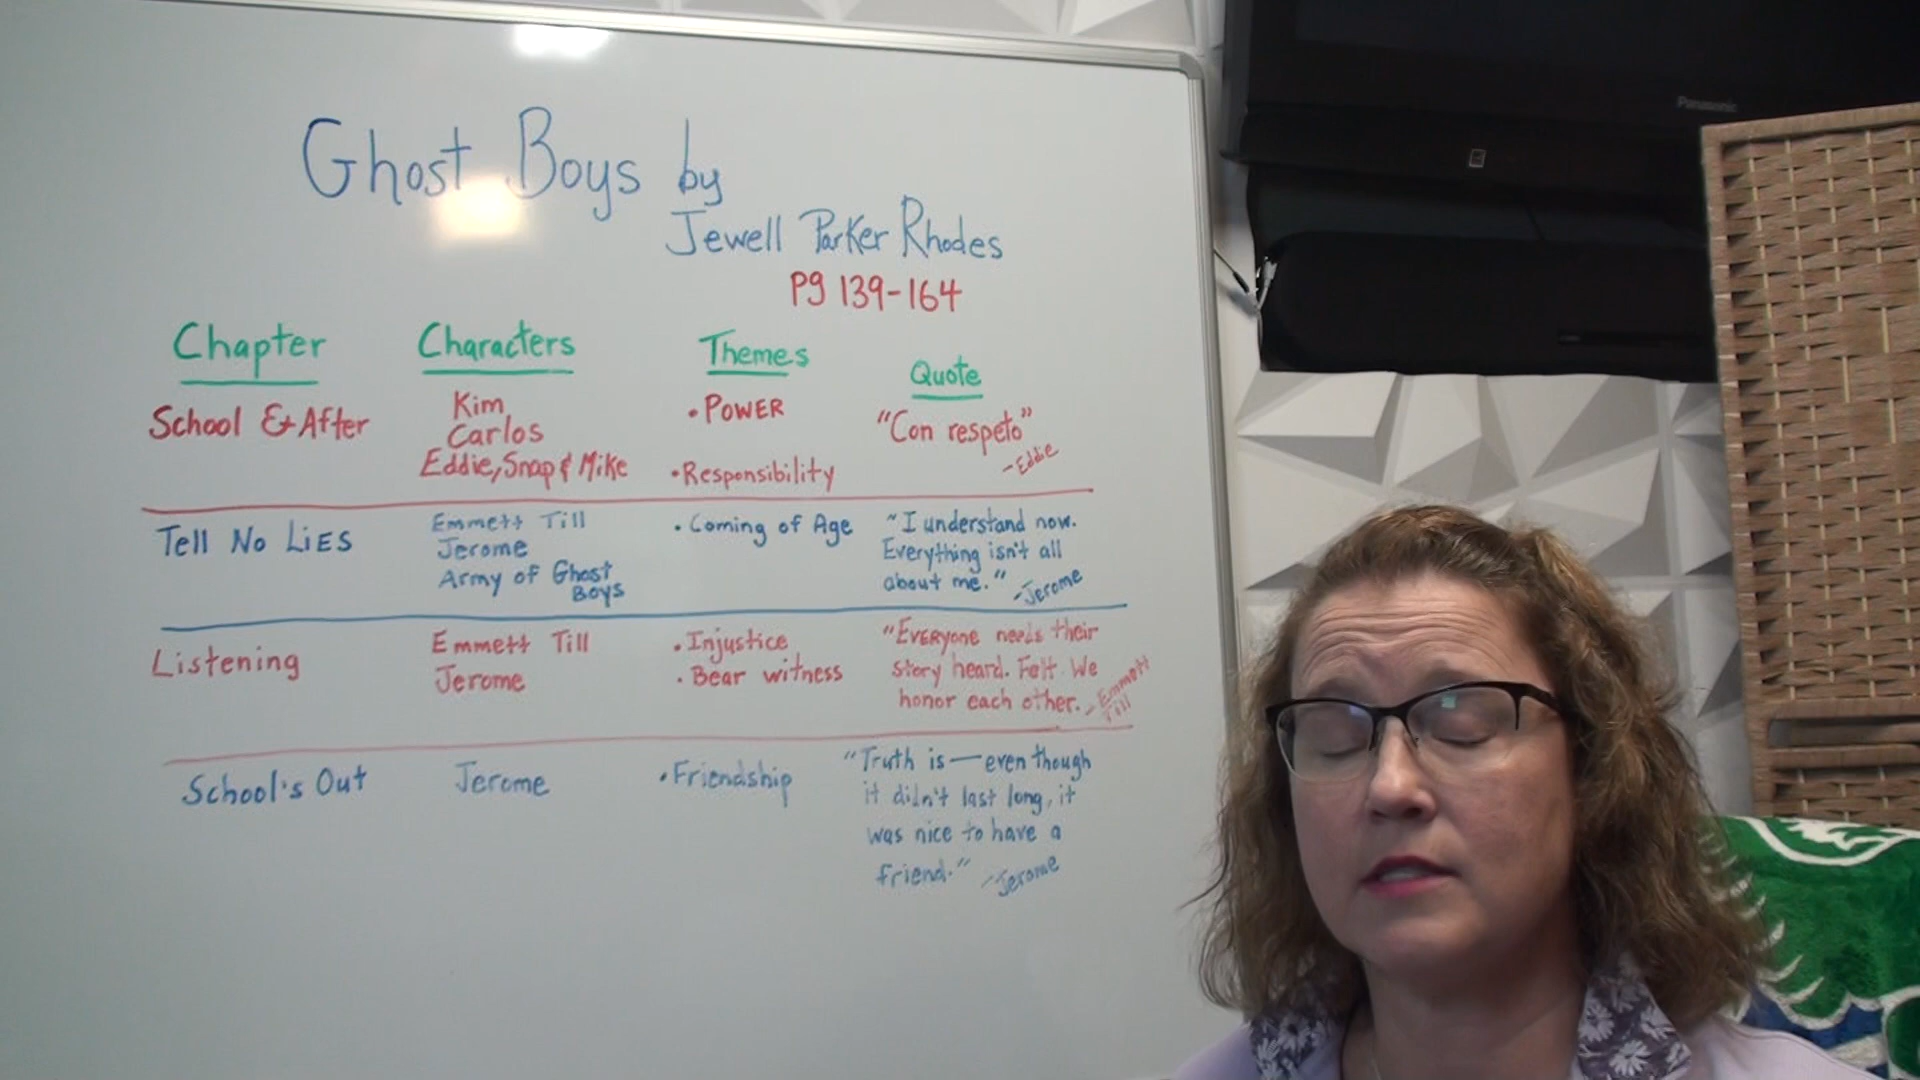 Ghost Boys by
Jewell Parker Rhodes
Pg 139-164
Chapter
Characters
Themes
Quote
School & After
Kim
Carlos
Eddie, Snap & Mike
• POWER
• Responsibility
"Con respeto"
-Eddie
Tell No Lies
Emmett Till
Jerome
Army of Ghost
Boys
• Coming of Age
"I understand now.
Everything isn't all
about me."
-Jerome
Listening
Emmett Till
Jerome
• Injustice
• Bear witness
"Everyone needs their
story heard. Felt. We
honor each other.
-Emmett
Till
School's Out
Jerome
• Friendship
"Truth is—even though
it didn't last long, it
was nice to have a
friend."
-Jerome
Panasonic